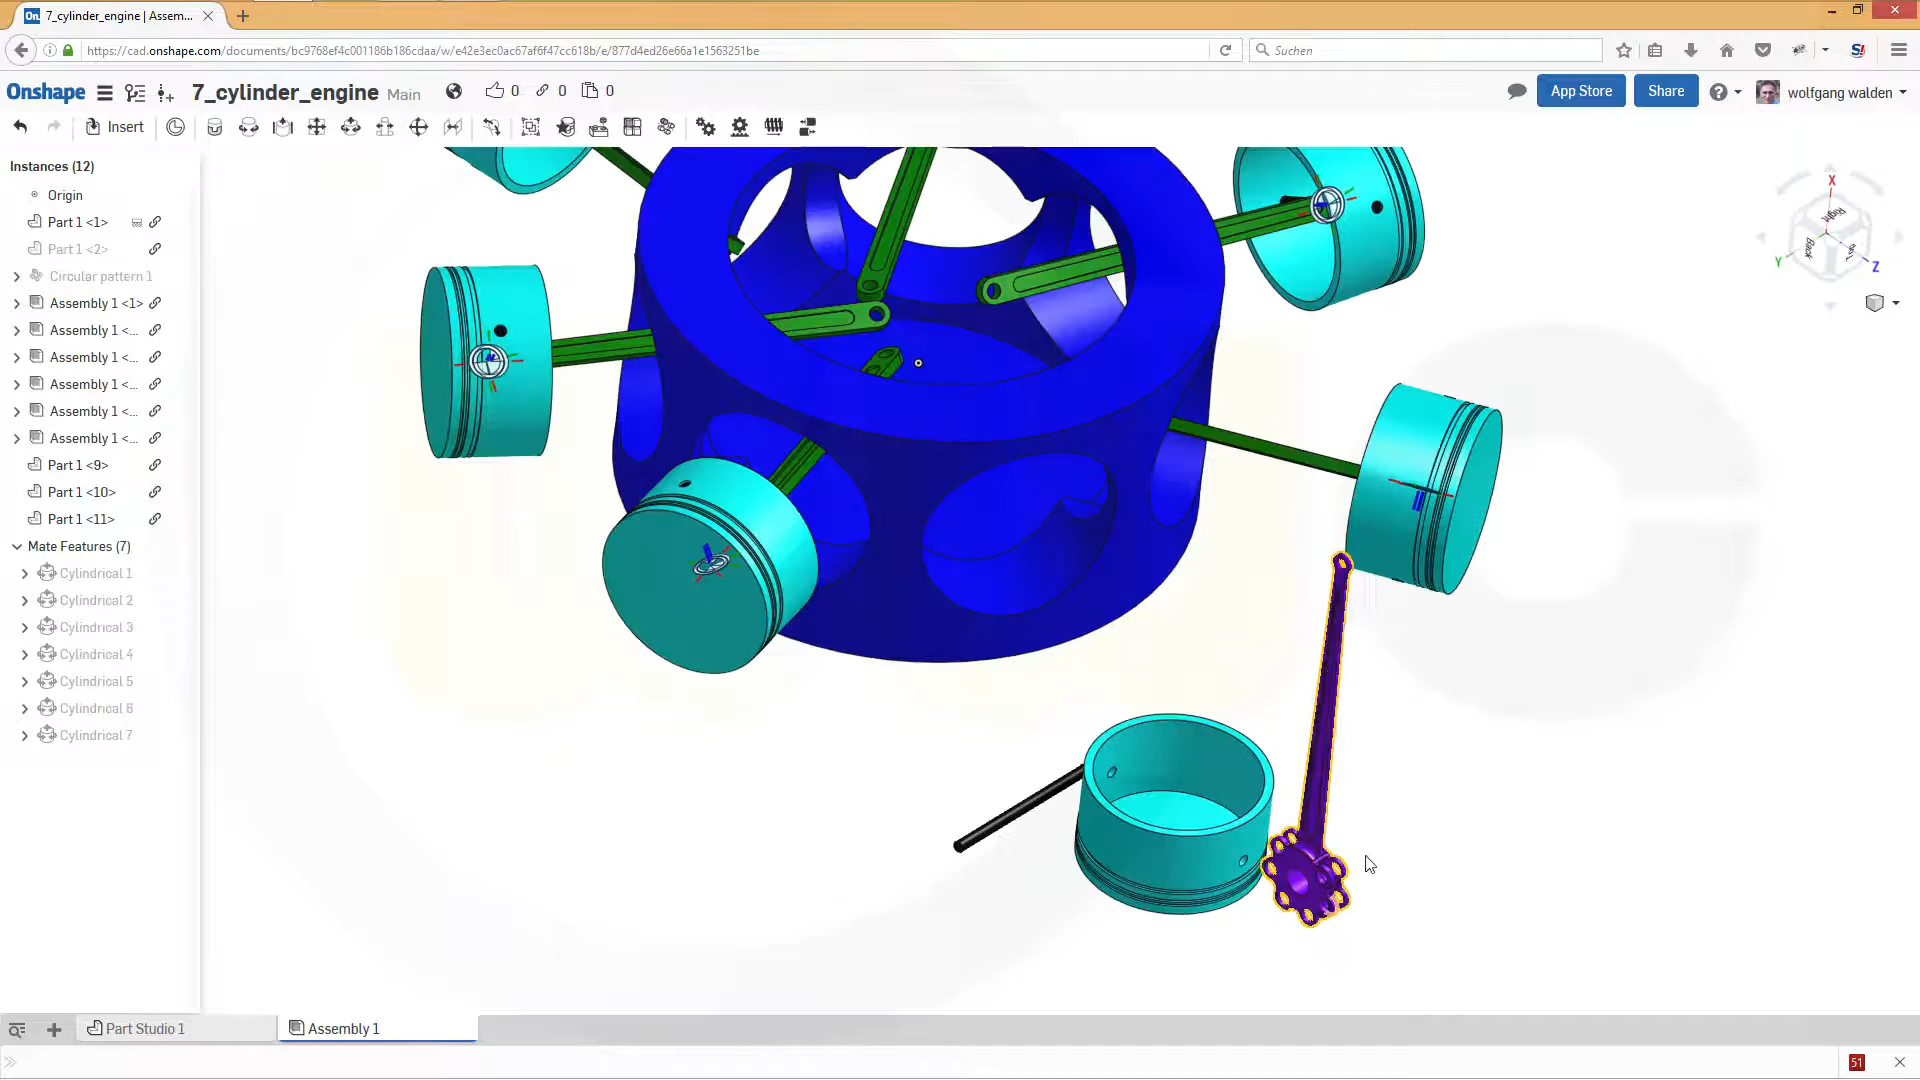 On 7_cylinder_engine | Assem...
https://cad.onshape.com/documents/bc9768ef4c001186b186cdaa/w/e42e3ec0ac67af6f47cc618b/e/877d4ed26e66a1e1563251be
Suchen
Onshape 7_cylinder_engine Main 0 0 0 App Store Share wolfgang walden
Insert
Instances (12)
Origin
Part 1 <1>
Part 1 <2>
Circular pattern 1
Assembly 1 <1>
Assembly 1 <...
Assembly 1 <...
Assembly 1 <...
Assembly 1 <...
Assembly 1 <...
Part 1 <9>
Part 1 <10>
Part 1 <11>
Mate Features (7)
Cylindrical 1
Cylindrical 2
Cylindrical 3
Cylindrical 4
Cylindrical 5
Cylindrical 6
Cylindrical 7
X
Right
Back
Y
Z
Part Studio 1
Assembly 1
51